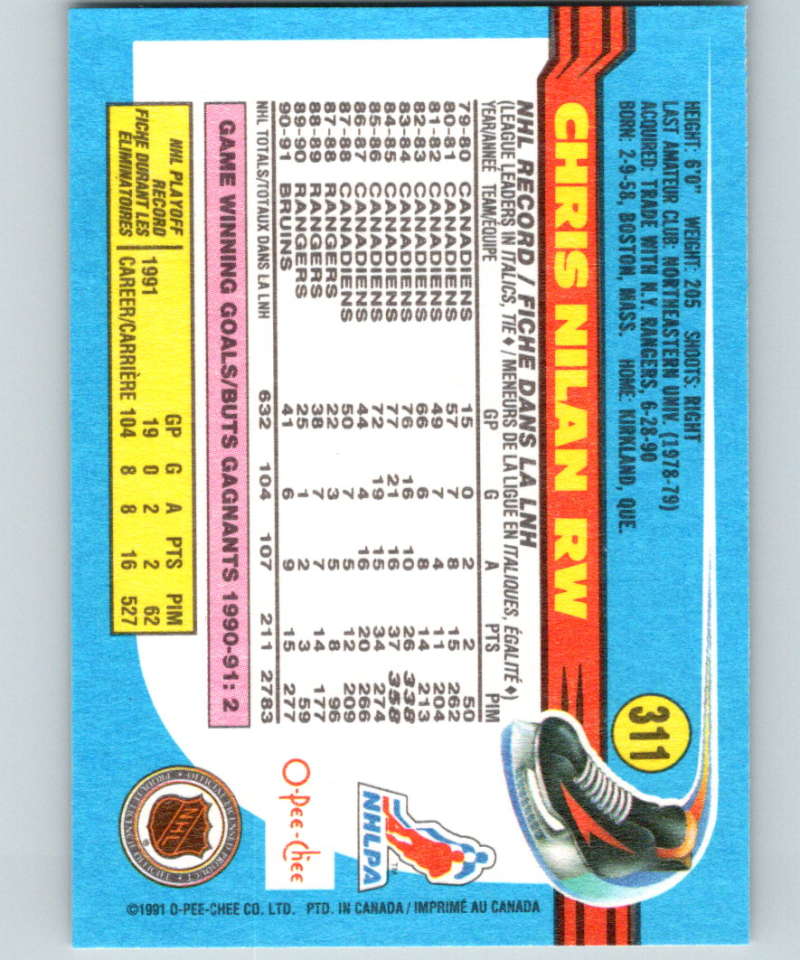 HEIGHT: 6'0" WEIGHT: 205 SHOOTS: RIGHT
LAST AMATEUR CLUB: NORTHEASTERN UNIV. (1978-79)
ACQUIRED: TRADE WITH N.Y. RANGERS, 6-28-90
BORN: 2-9-58, BOSTON, MASS. HOME: KIRKLAND, QUE.
311
CHRIS NILAN RW
NHL RECORD / FICHE DANS LA LNH
(LEAGUE LEADERS IN ITALICS, TIE♦ / MENEURS DE LA LIGUE EN ITALIQUES, ÉGALITÉ♦)
YEAR/ANNÉE TEAM/ÉQUIPE GP G A PTS PIM
79-80 CANADIENS 15 0 2 2 50
80-81 CANADIENS 57 7 8 15 262
81-82 CANADIENS 49 7 4 11 204
82-83 CANADIENS 66 6 8 14 213
83-84 CANADIENS 76 16 10 26 338
84-85 CANADIENS 77 21 16 37 358
85-86 CANADIENS 72 19 15 34 274
86-87 CANADIENS 44 4 16 20 266
87-88 CANADIENS 50 7 5 12 209
87-88 RANGERS 22 3 5 8 96
88-89 RANGERS 38 7 7 14 177
89-90 RANGERS 25 1 2 3 59
90-91 BRUINS 41 6 9 15 277
NHL TOTALS/TOTAUX DANS LA LNH 632 104 107 211 2783
GAME WINNING GOALS/BUTS GAGNANTS 1990-91: 2
NHL PLAYOFF RECORD
FICHE DURANT LES ÉLIMINATOIRES
GP G A PTS PIM
1991 19 0 2 2 62
CAREER/CARRIÈRE 104 8 8 16 527
NHLPA
TM
O-Pee-Chee
NHL
®
©1991 O-PEE-CHEE CO. LTD. PTD. IN CANADA / IMPRIMÉ AU CANADA